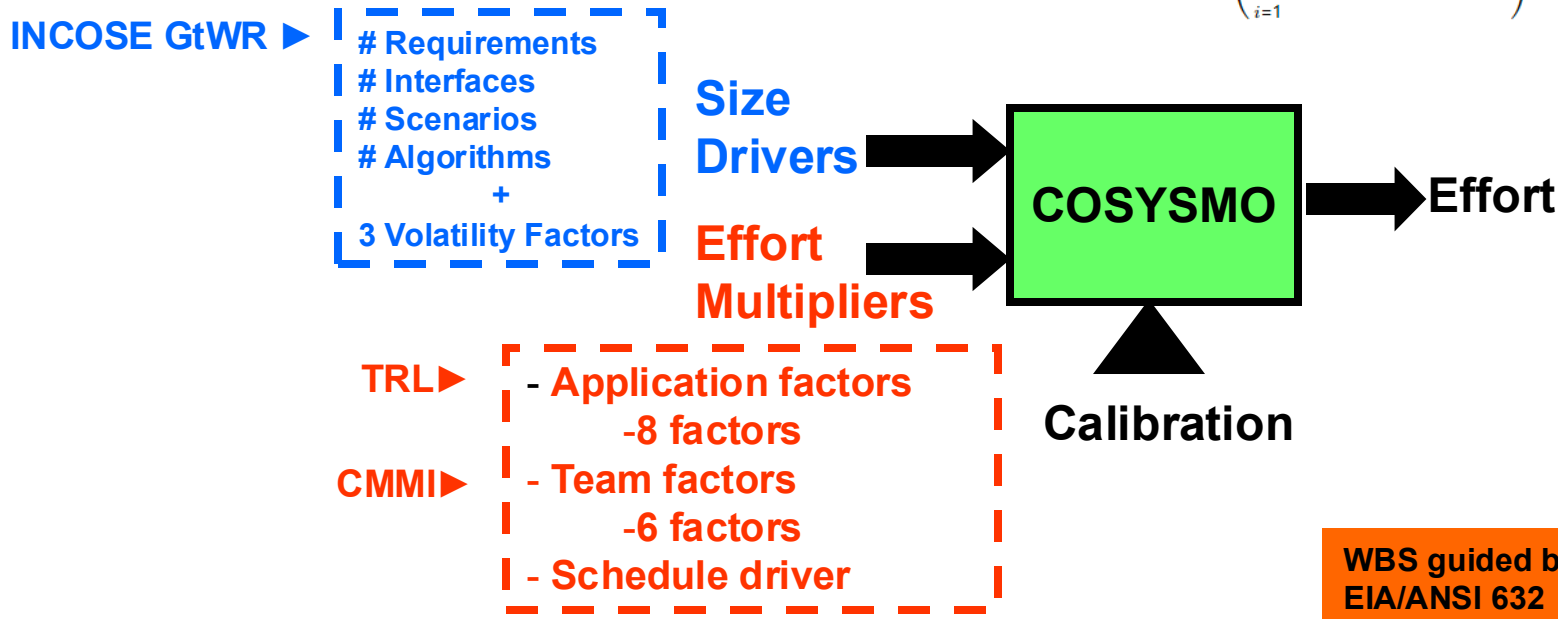 i=1
INCOSE GtWR ►
# Requirements
# Interfaces
# Scenarios
# Algorithms
+
3 Volatility Factors
Size
Drivers
Effort
Multipliers
COSYSMO
Effort
Calibration
TRL►
- Application factors
-8 factors
CMMI►
- Team factors
-6 factors
- Schedule driver
WBS guided
EIA/ANSI 632